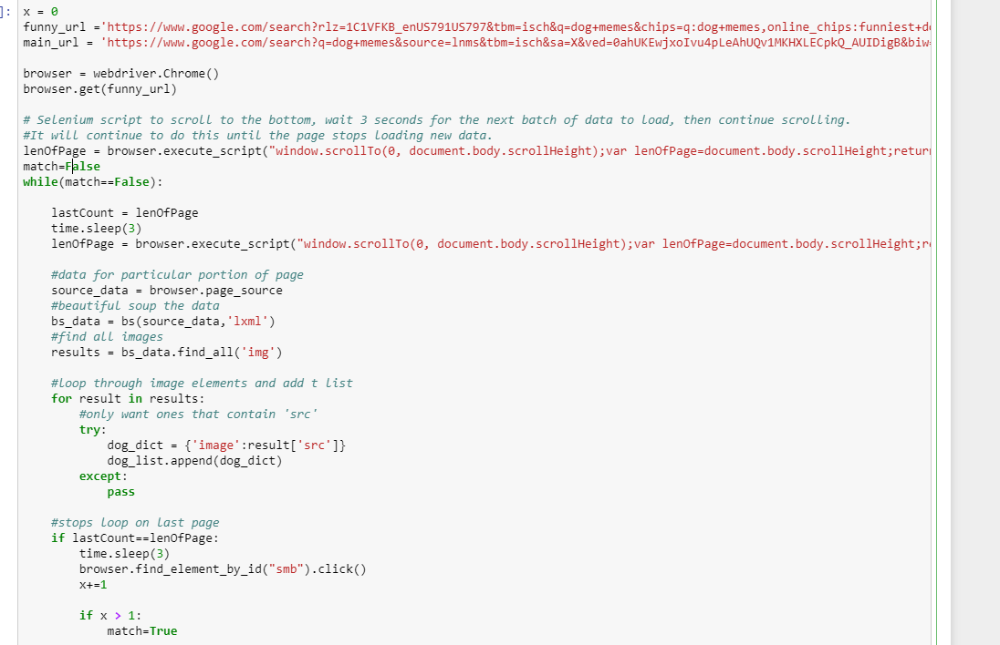 ]: x = 0
funny_url ='https://www.google.com/search?rlz=1C1VFKB_enUS791US797&tbm=isch&q=dog+memes&chips=q:dog+memes,online_chips:funniest+d
main_url = 'https://www.google.com/search?q=dog+memes&source=lnms&tbm=isch&sa=X&ved=0ahUKEwjxoIvu4pLeAhUQv1MKHXLECpkQ_AUIDigB&biw=
browser = webdriver.Chrome()
browser.get(funny_url)
# Selenium script to scroll to the bottom, wait 3 seconds for the next batch of data to load, then continue scrolling.
#It will continue to do this until the page stops loading new data.
lenOfPage = browser.execute_script("window.scrollTo(0, document.body.scrollHeight);var lenOfPage=document.body.scrollHeight;return
match=False
while(match==False):
    lastCount = lenOfPage
    time.sleep(3)
    lenOfPage = browser.execute_script("window.scrollTo(0, document.body.scrollHeight);var lenOfPage=document.body.scrollHeight;re
    #data for particular portion of page
    source_data = browser.page_source
    #beautiful soup the data
    bs_data = bs(source_data,'lxml')
    #find all images
    results = bs_data.find_all('img')
    #loop through image elements and add t list
    for result in results:
        #only want ones that contain 'src'
        try:
            dog_dict = {'image':result['src']}
            dog_list.append(dog_dict)
        except:
            pass
    #stops loop on last page
    if lastCount==lenOfPage:
        time.sleep(3)
        browser.find_element_by_id("smb").click()
        x+=1
        if x > 1:
            match=True